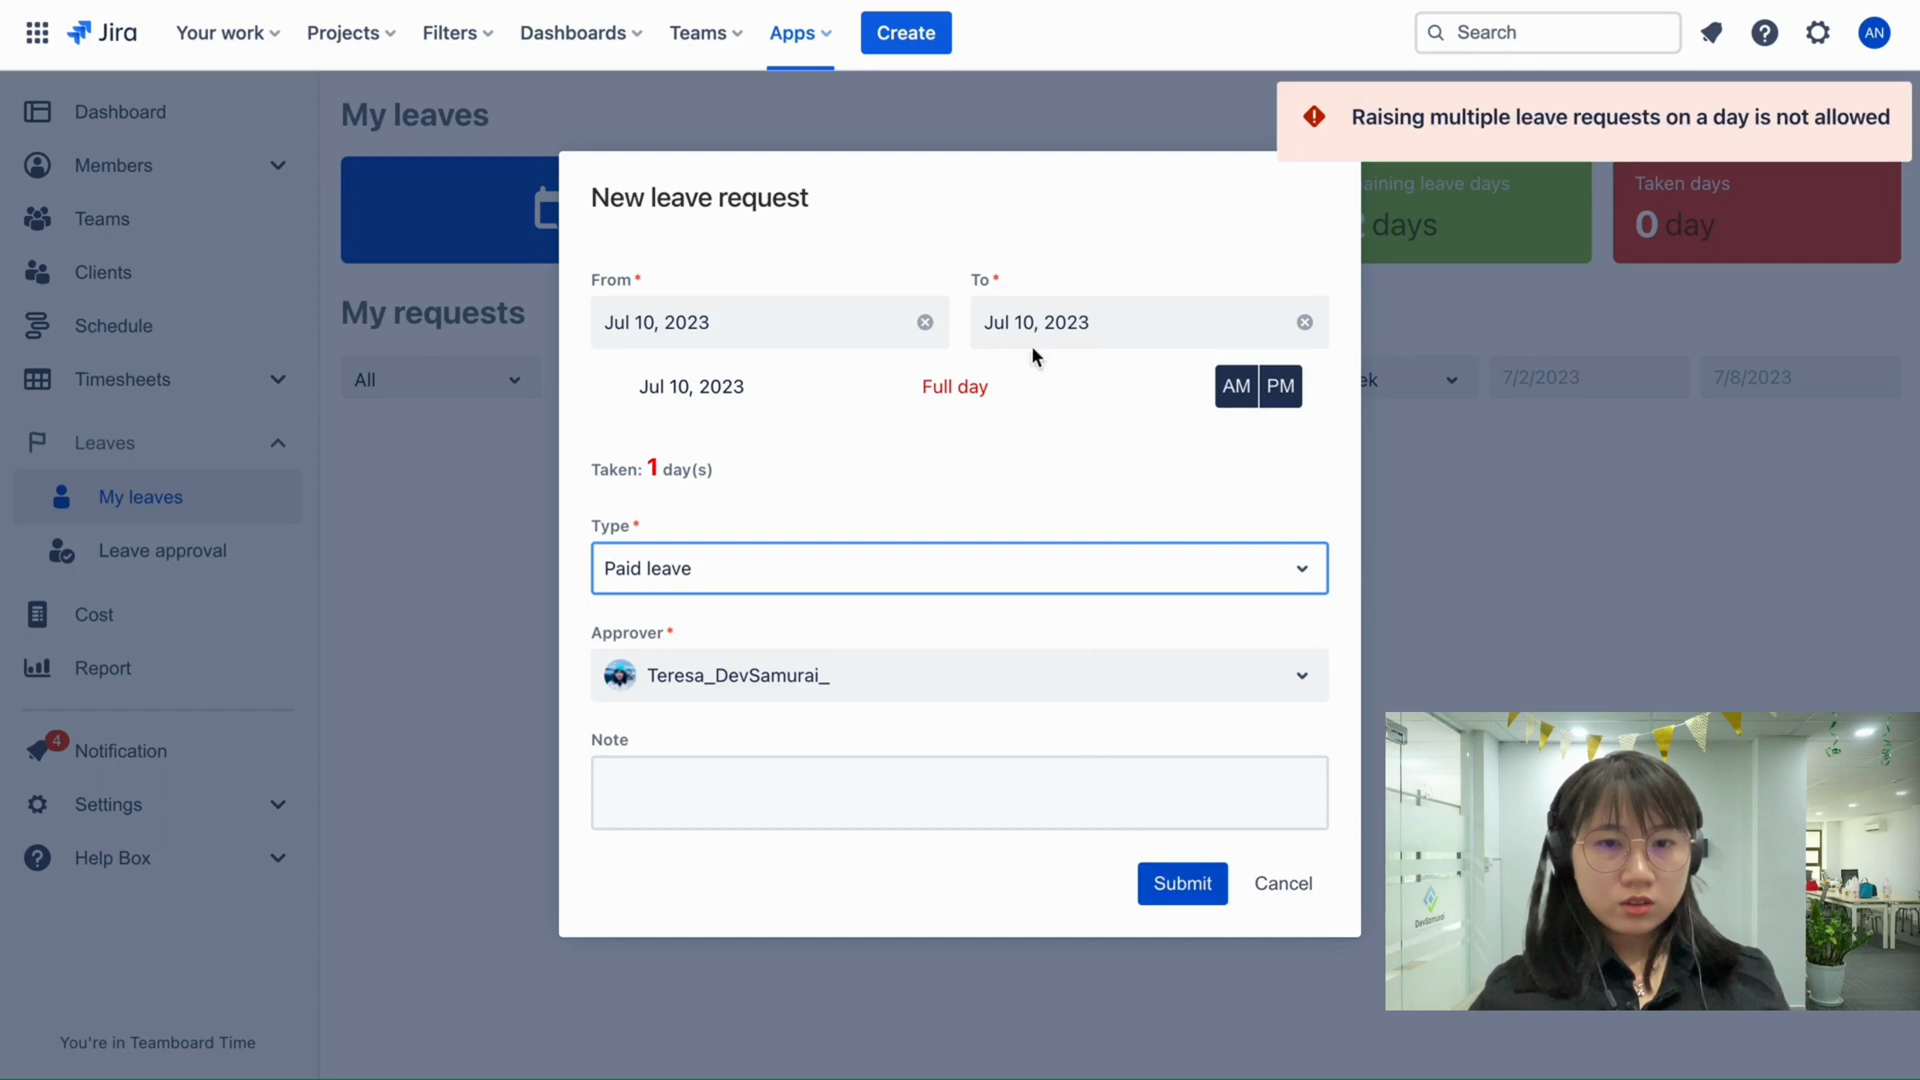 Jira
Your work
Projects
Filters
Dashboards
Teams
Apps
Create
Search
AN
Raising multiple leave requests on a day is not allowed
Dashboard
Members
Teams
Clients
Schedule
Timesheets
Leaves
My leaves
Leave approval
Cost
Report
4
Notification
Settings
Help Box
You're in Teamboard Time
My leaves
aining leave days
days
Taken days
0 day
My requests
All
ek
7/2/2023
7/8/2023
New leave request
From *
To *
Jul 10, 2023
Jul 10, 2023
Jul 10, 2023
Full day
AM
PM
Taken: 1 day(s)
Type *
Paid leave
Approver *
Teresa_DevSamurai_
Note
Submit
Cancel
DevSamurai